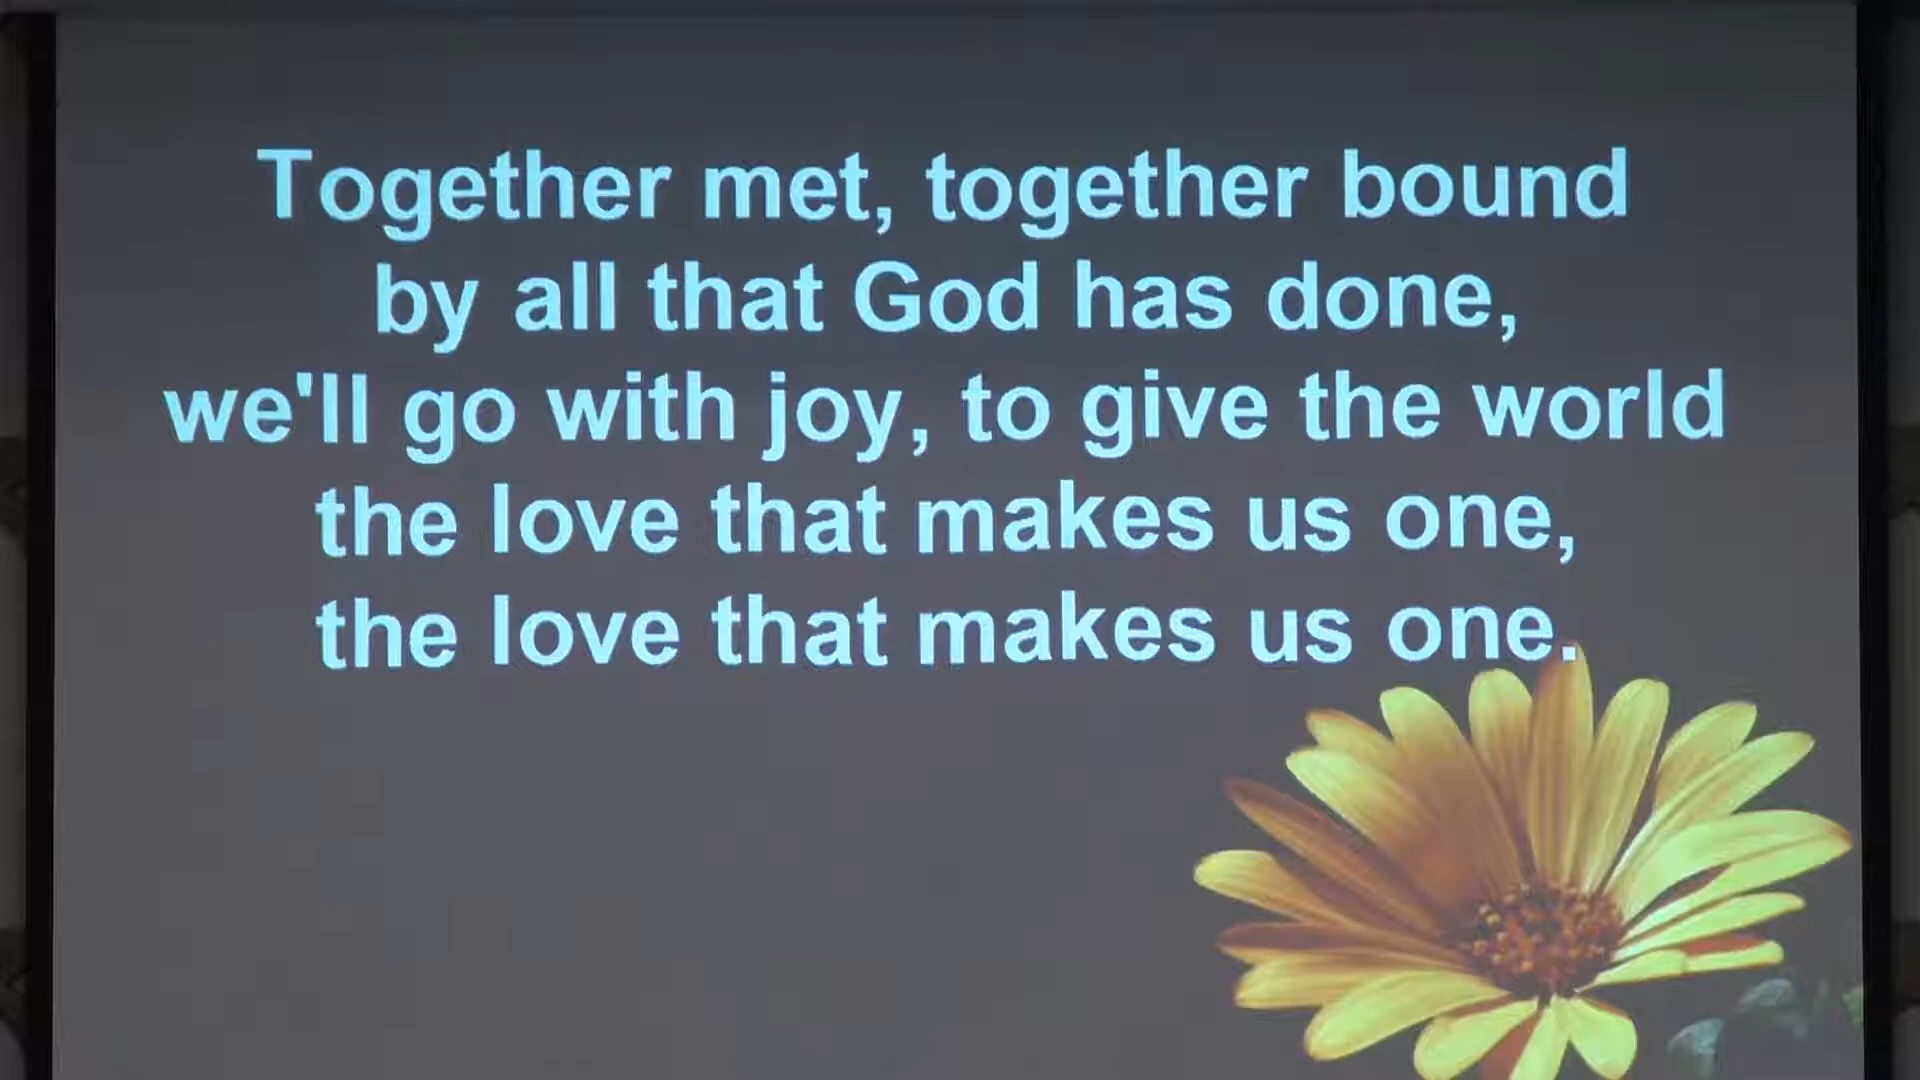 Together met, together bound
by all that God has done,
we'll go with joy, to give the world
the love that makes us one,
the love that makes us one.